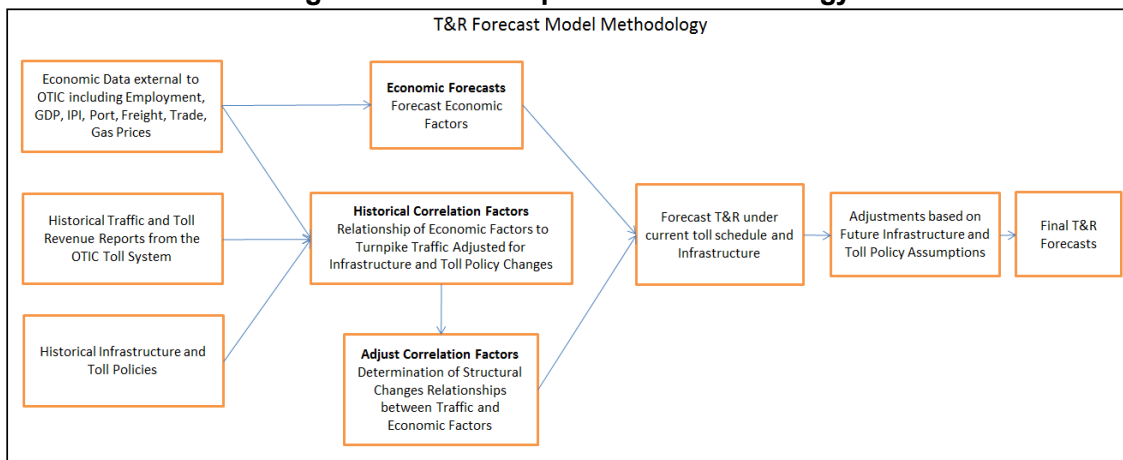 T&R Forecast Model Methodology
Economic Data external to
OTIC including Employment,
GDP, IPI, Port, Freight, Trade,
Gas Prices
Economic Forecasts
Forecast Economic
Factors
Historical Traffic and Toll
Revenue Reports from the
OTIC Toll System
Historical Correlation Factors
Relationship of Economic Factors to
Turnpike Traffic Adjusted for
Infrastructure and Toll Policy Changes
Forecast T&R under
current toll schedule and
Infrastructure
Adjustments based on
Future Infrastructure and
Toll Policy Assumptions
Final T&R
Forecasts
Historical Infrastructure and
Toll Policies
Adjust Correlation Factors
Determination of Structural
Changes Relationships
between Traffic and
Economic Factors